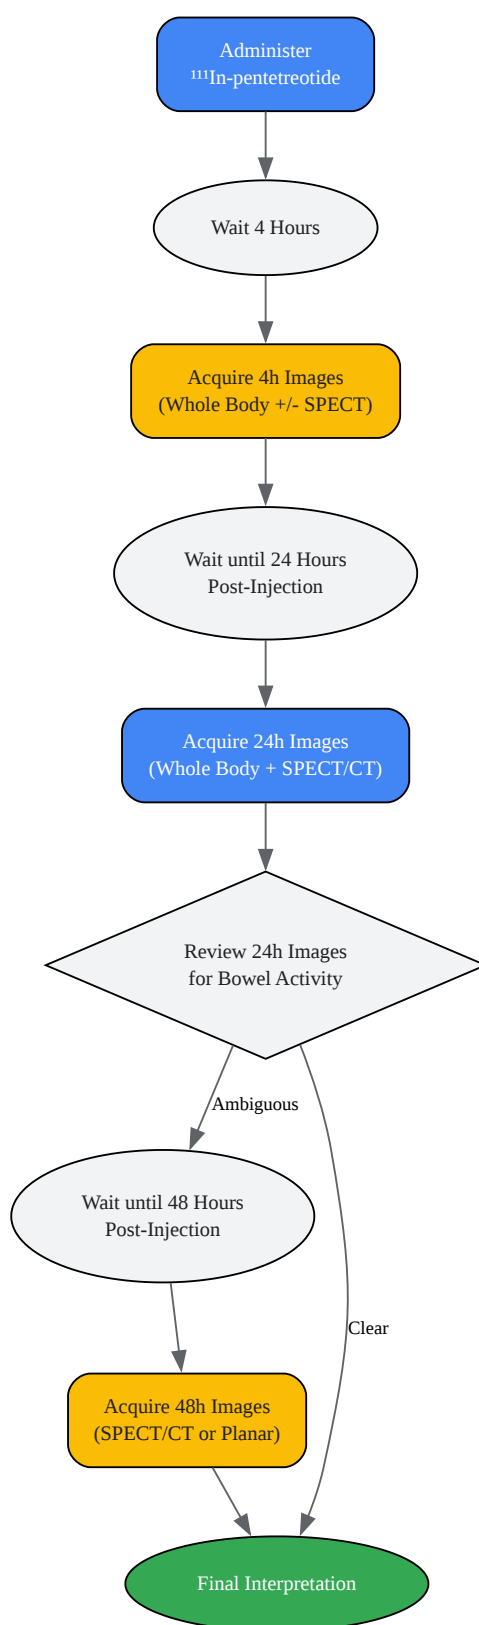 Administer
¹¹¹In-pentetreotide
Wait 4 Hours
Acquire 4h Images
(Whole Body +/- SPECT)
Wait until 24 Hours
Post-Injection
Acquire 24h Images
(Whole Body + SPECT/CT)
Review 24h Images
for Bowel Activity
Ambiguous
Wait until 48 Hours
Post-Injection
Clear
Acquire 48h Images
(SPECT/CT or Planar)
Final Interpretation